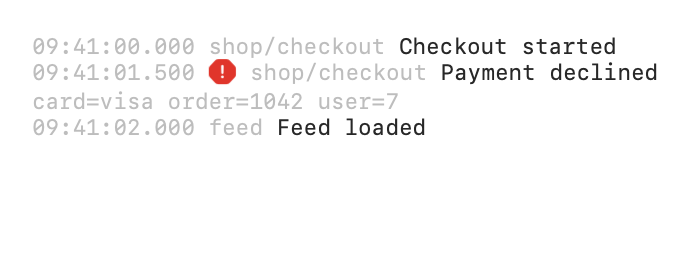 09:41:00.000 shop/checkout Checkout started
09:41:01.500 ! shop/checkout Payment declined
card=visa order=1042 user=7
09:41:02.000 feed Feed loaded